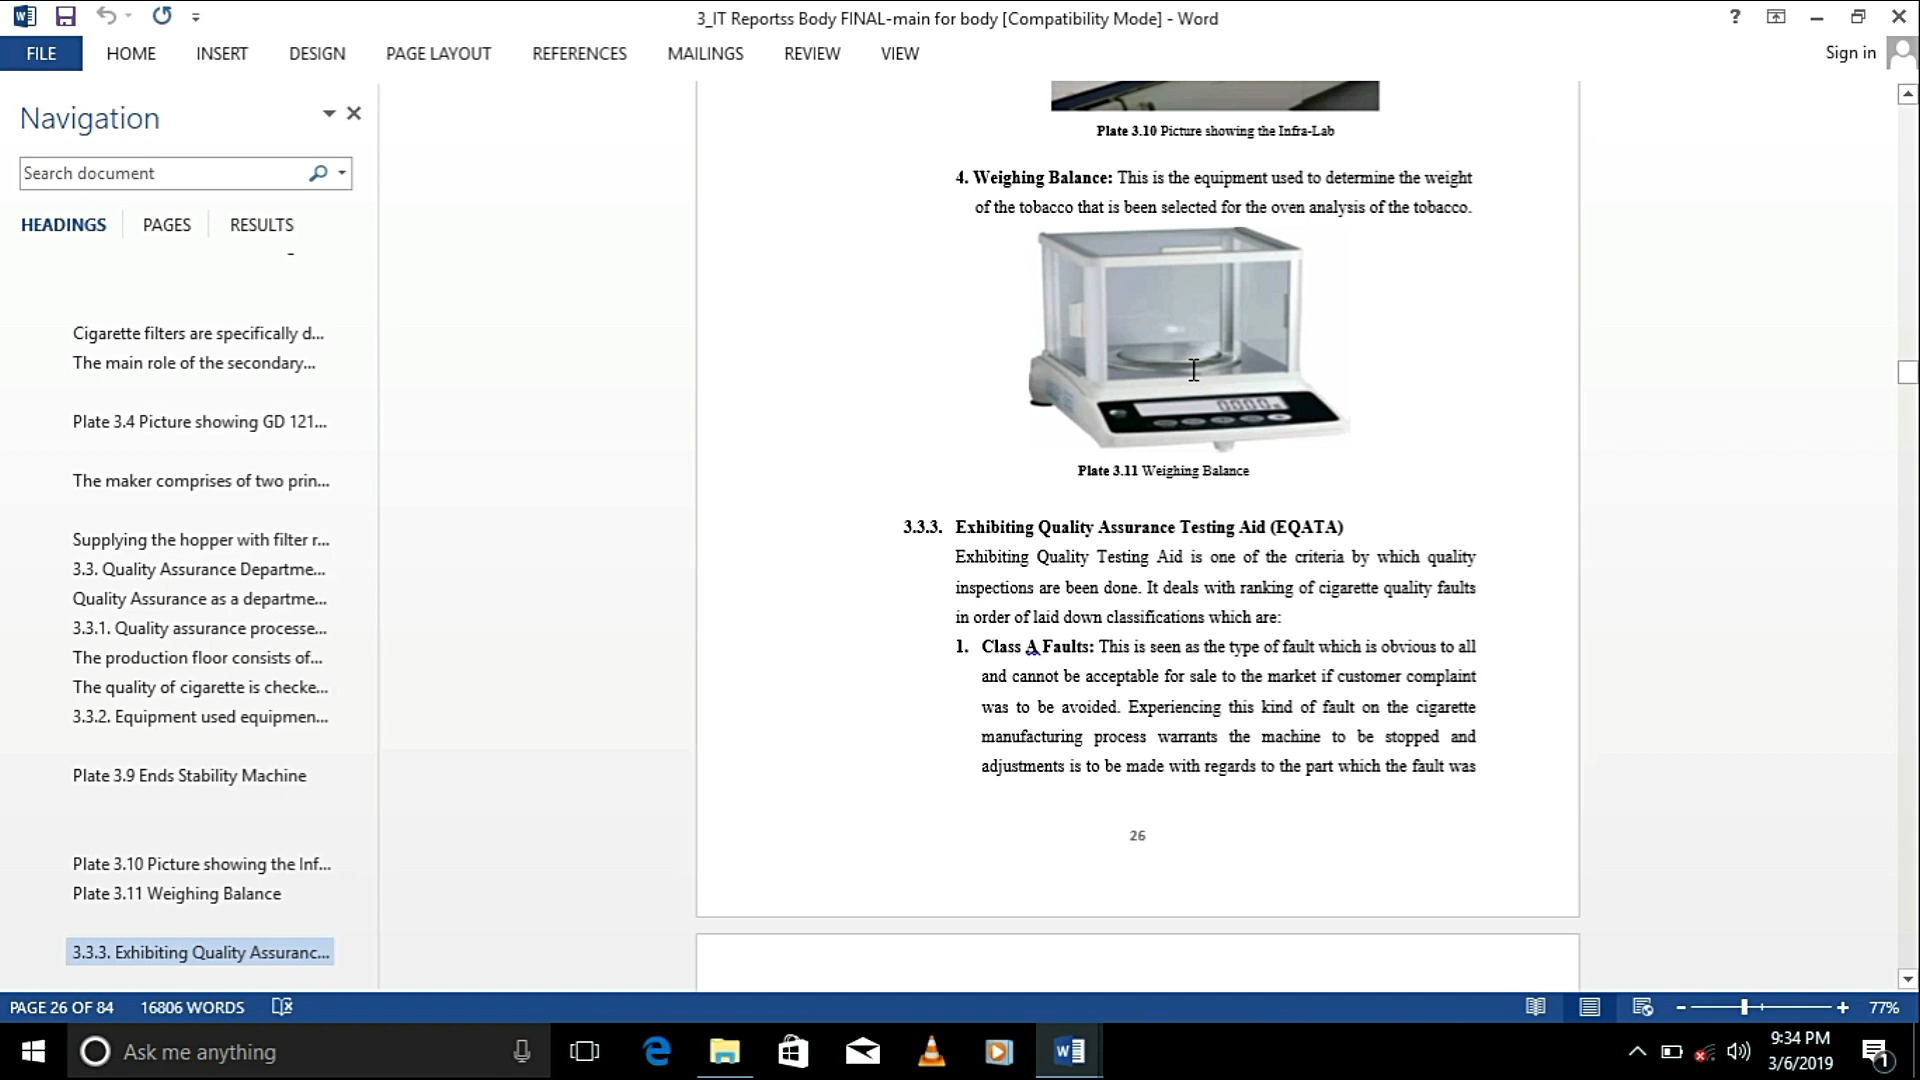 3_IT Reportss Body FINAL-main for body [Compatibility Mode] - Word
FILE HOME INSERT DESIGN PAGE LAYOUT REFERENCES MAILINGS REVIEW VIEW
Sign in
Navigation
Search document
HEADINGS PAGES RESULTS
Cigarette filters are specifically d...
The main role of the secondary...
Plate 3.4 Picture showing GD 121...
The maker comprises of two prin...
Supplying the hopper with filter r...
3.3. Quality Assurance Departme...
Quality Assurance as a departme...
3.3.1. Quality assurance processe...
The production floor consists of...
The quality of cigarette is checke...
3.3.2. Equipment used equipmen...
Plate 3.9 Ends Stability Machine
Plate 3.10 Picture showing the Inf...
Plate 3.11 Weighing Balance
3.3.3. Exhibiting Quality Assuranc...
Plate 3.10 Picture showing the Infra-Lab
4. Weighing Balance: This is the equipment used to determine the weight
of the tobacco that is been selected for the oven analysis of the tobacco.
Plate 3.11 Weighing Balance
3.3.3. Exhibiting Quality Assurance Testing Aid (EQATA)
Exhibiting Quality Testing Aid is one of the criteria by which quality
inspections are been done. It deals with ranking of cigarette quality faults
in order of laid down classifications which are:
1. Class A Faults: This is seen as the type of fault which is obvious to all
and cannot be acceptable for sale to the market if customer complaint
was to be avoided. Experiencing this kind of fault on the cigarette
manufacturing process warrants the machine to be stopped and
adjustments is to be made with regards to the part which the fault was
26
PAGE 26 OF 84 16806 WORDS
77%
Ask me anything
9:34 PM
3/6/2019
1